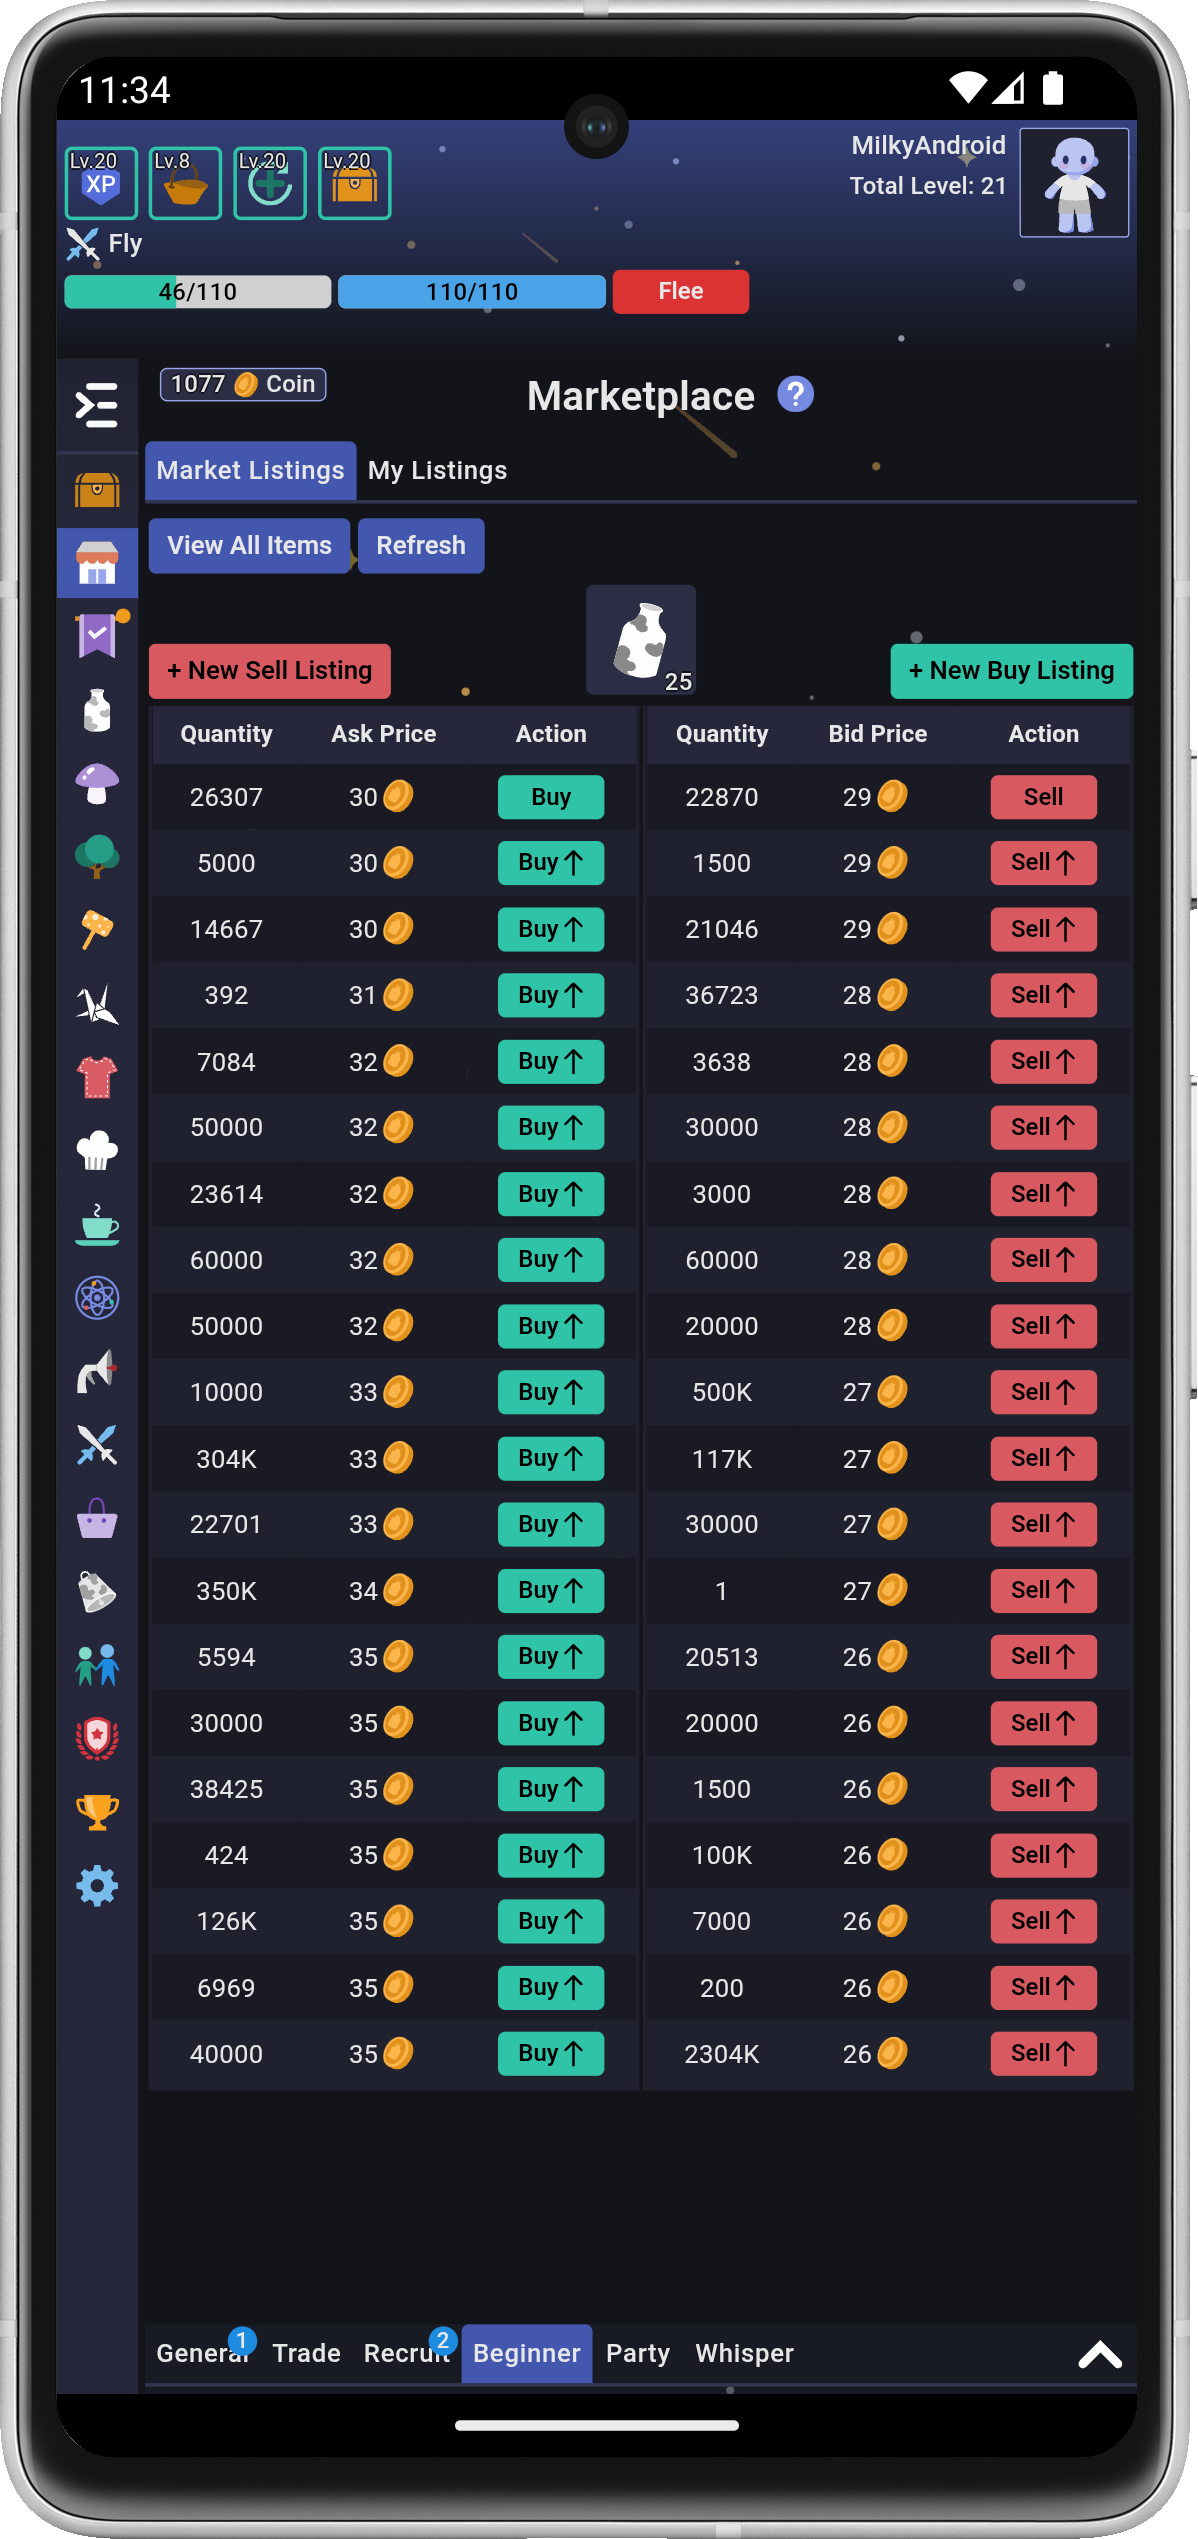 11:34
Lv.20 Lv.8 Lv.20 Lv.20
XP
MilkyAndroid
Total Level: 21
Fly
46/110 110/110 Flee
1077 Coin
Marketplace ?
Market Listings My Listings
View All Items Refresh
25
+ New Sell Listing + New Buy Listing
Quantity Ask Price Action Quantity Bid Price Action
26307 30 Buy 22870 29 Sell
5000 30 Buy ↑ 1500 29 Sell ↑
14667 30 Buy ↑ 21046 29 Sell ↑
392 31 Buy ↑ 36723 28 Sell ↑
7084 32 Buy ↑ 3638 28 Sell ↑
50000 32 Buy ↑ 30000 28 Sell ↑
23614 32 Buy ↑ 3000 28 Sell ↑
60000 32 Buy ↑ 60000 28 Sell ↑
50000 32 Buy ↑ 20000 28 Sell ↑
10000 33 Buy ↑ 500K 27 Sell ↑
304K 33 Buy ↑ 117K 27 Sell ↑
22701 33 Buy ↑ 30000 27 Sell ↑
350K 34 Buy ↑ 1 27 Sell ↑
5594 35 Buy ↑ 20513 26 Sell ↑
30000 35 Buy ↑ 20000 26 Sell ↑
38425 35 Buy ↑ 1500 26 Sell ↑
424 35 Buy ↑ 100K 26 Sell ↑
126K 35 Buy ↑ 7000 26 Sell ↑
6969 35 Buy ↑ 200 26 Sell ↑
40000 35 Buy ↑ 2304K 26 Sell ↑
General 1 Trade Recruit 2 Beginner Party Whisper